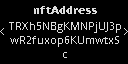 nftAddress
TRXh5NBgKMNPjUJ3p
wR2fuxop6KUmwtxS
c